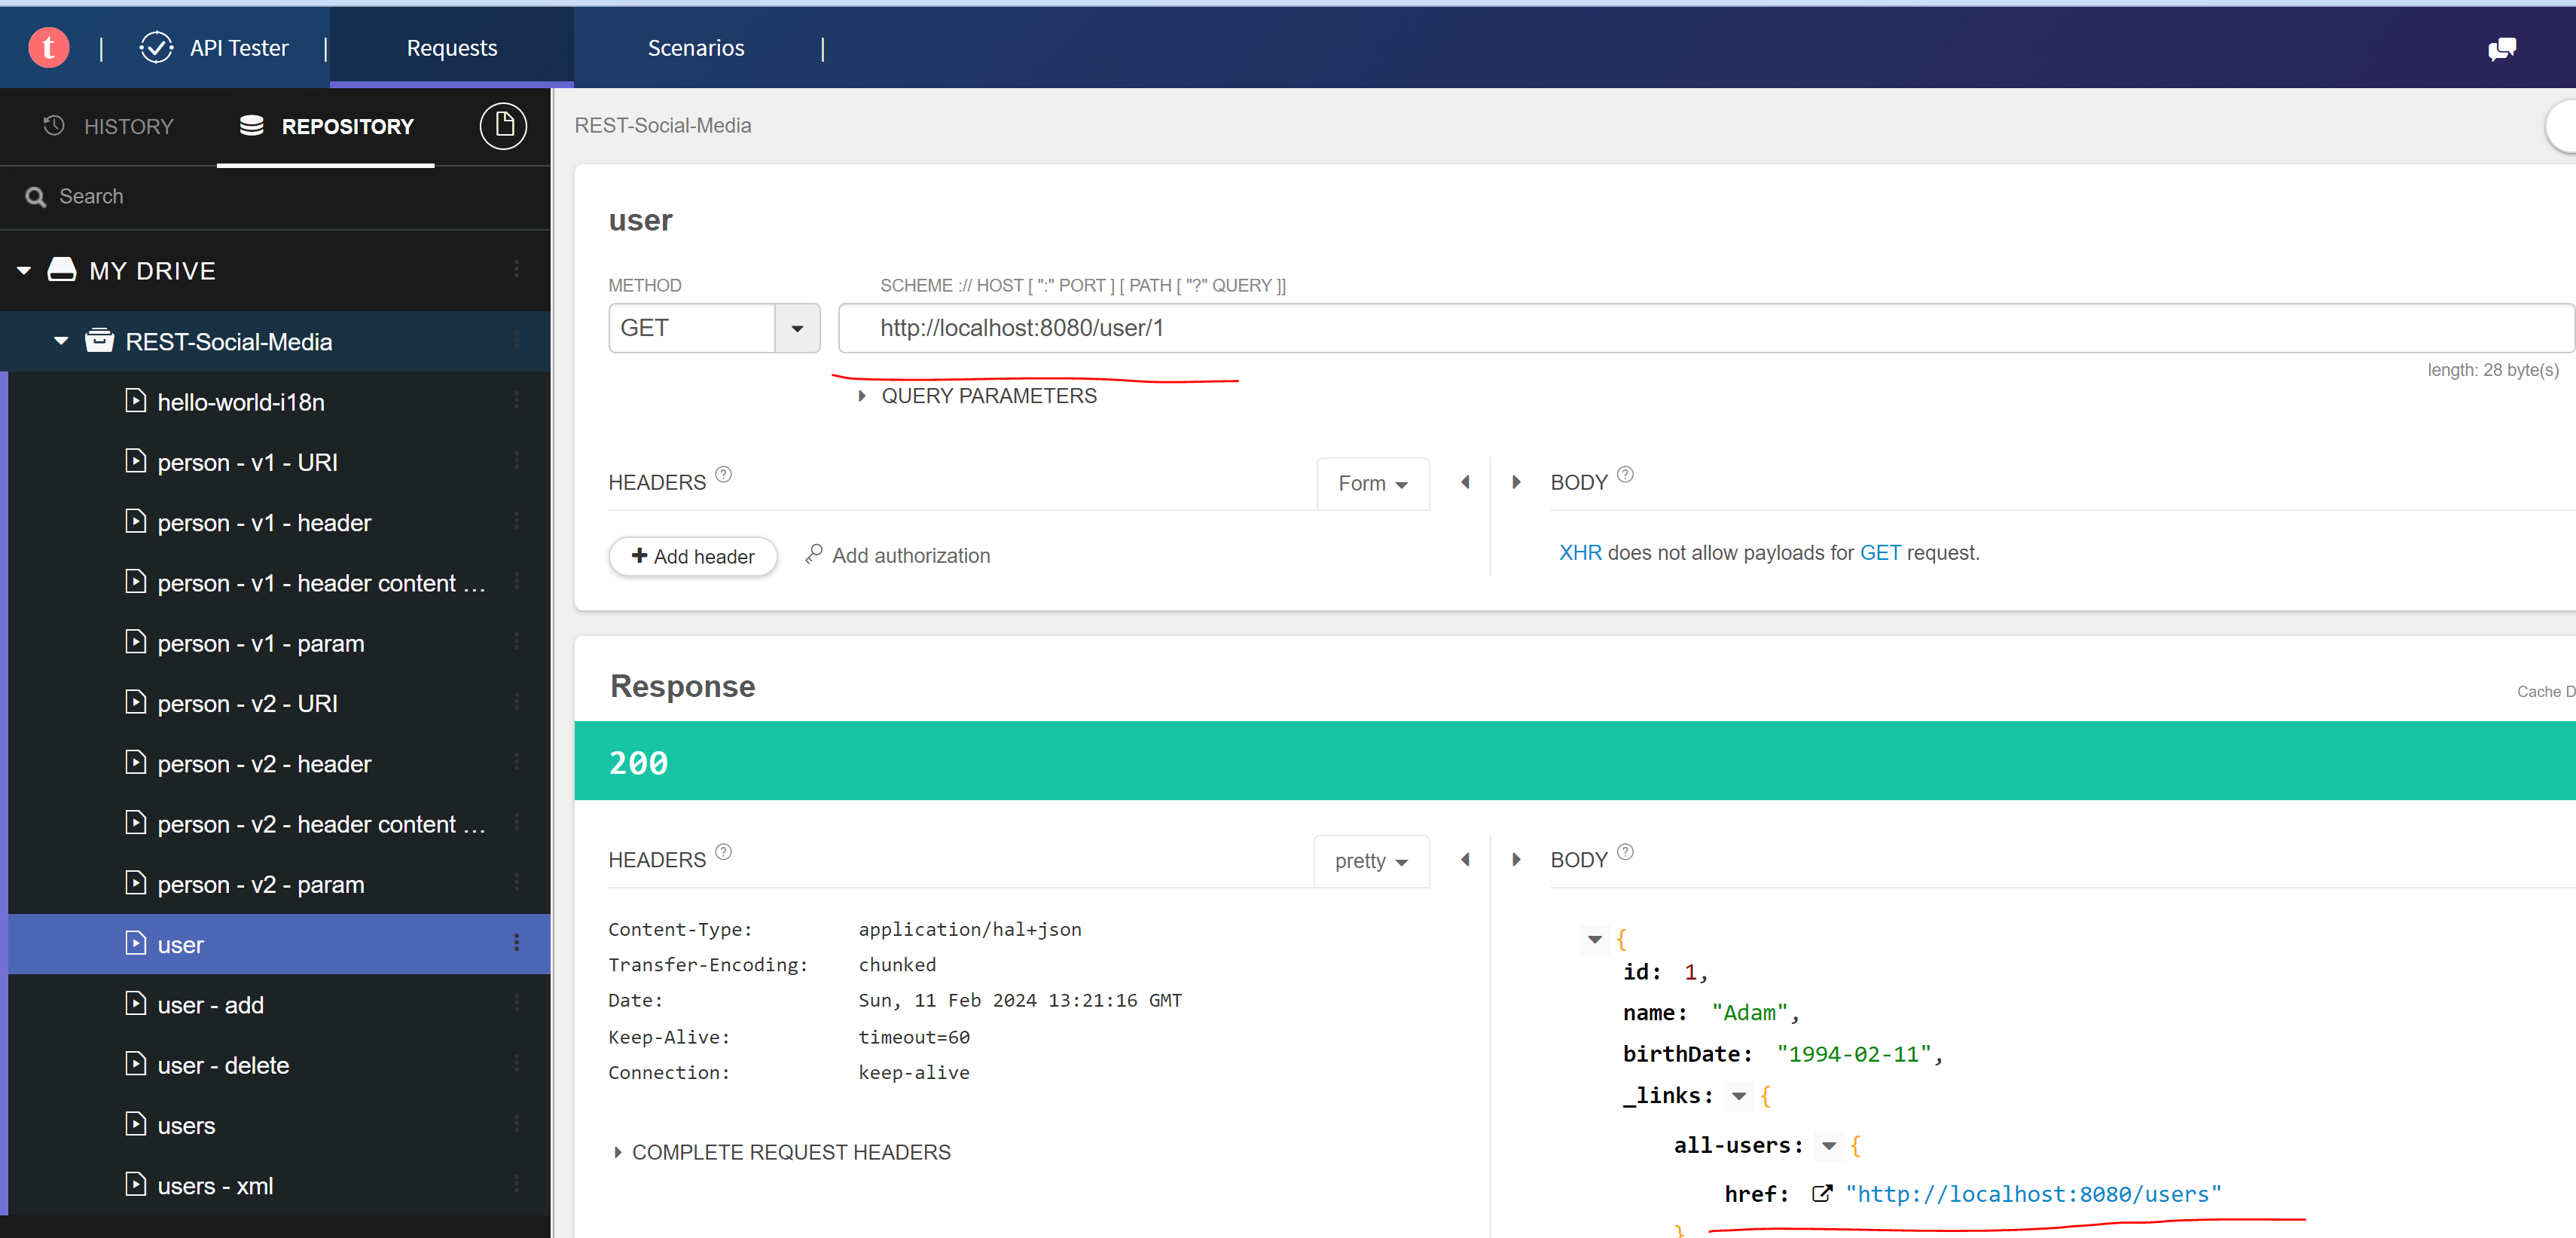 t | API Tester | Requests Scenarios |
HISTORY REPOSITORY
Search
MY DRIVE
REST-Social-Media
hello-world-i18n
person - v1 - URI
person - v1 - header
person - v1 - header content ...
person - v1 - param
person - v2 - URI
person - v2 - header
person - v2 - header content ...
person - v2 - param
user
user - add
user - delete
users
users - xml
REST-Social-Media
user
METHOD SCHEME :// HOST [ ":" PORT ] [ PATH [ "?" QUERY ]]
GET http://localhost:8080/user/1
length: 28 byte(s)
QUERY PARAMETERS
HEADERS ? Form BODY ?
+ Add header Add authorization XHR does not allow payloads for GET request.
Response
Cache D
200
HEADERS ? pretty BODY ?
Content-Type: application/hal+json
Transfer-Encoding: chunked
Date: Sun, 11 Feb 2024 13:21:16 GMT
Keep-Alive: timeout=60
Connection: keep-alive
COMPLETE REQUEST HEADERS
{
id: 1,
name: "Adam",
birthDate: "1994-02-11",
_links: {
all-users: {
href: "http://localhost:8080/users"
}